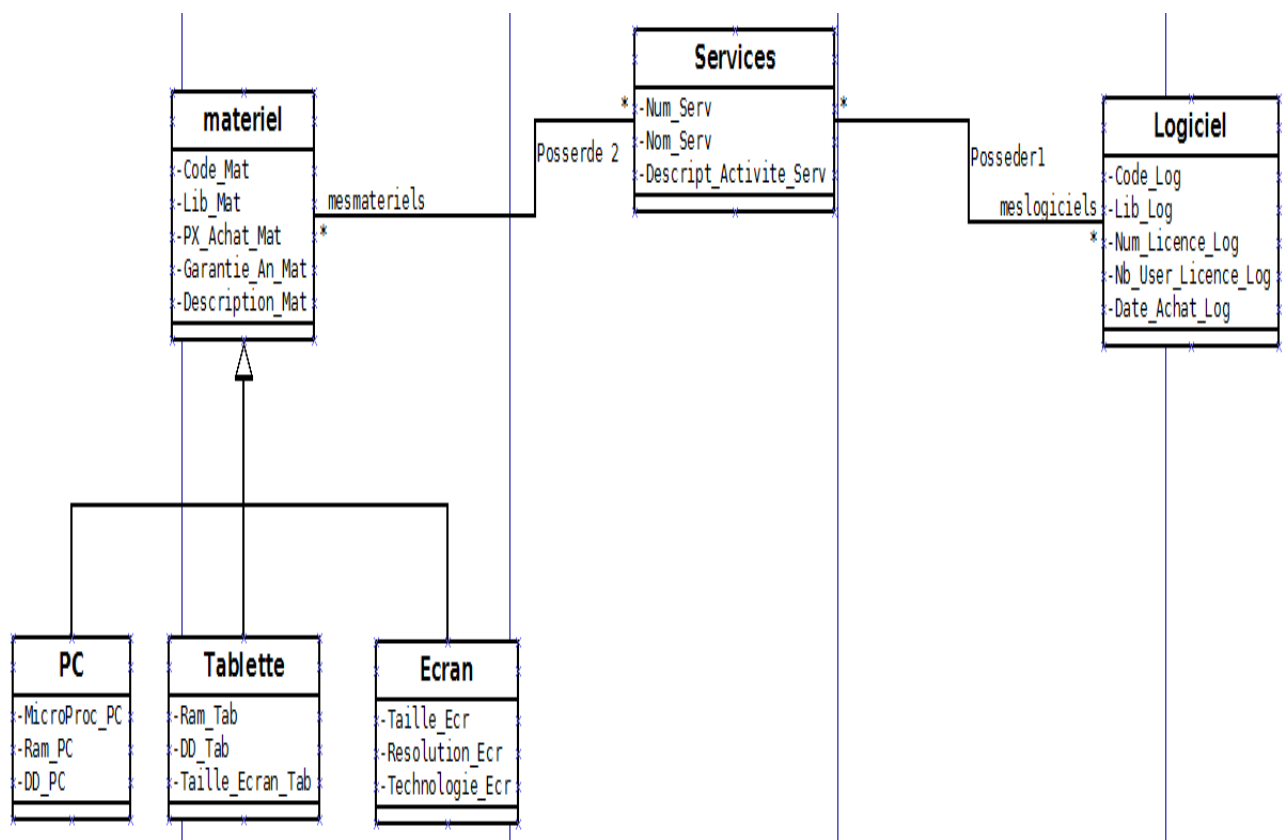 Services
-Num_Serv
-Nom_Serv
-Descript_Activite_Serv
materiel
-Code_Mat
-Lib_Mat
-PX_Achat_Mat
-Garantie_An_Mat
-Description_Mat
mesmateriels
*
*
Posserde 2
*
Posseder1
meslogiciels
*
Logiciel
-Code_Log
-Lib_Log
-Num_Licence_Log
-Nb_User_Licence_Log
-Date_Achat_Log
PC
-MicroProc_PC
-Ram_PC
-DD_PC
Tablette
-Ram_Tab
-DD_Tab
-Taille_Ecran_Tab
Ecran
-Taille_Ecr
-Resolution_Ecr
-Technologie_Ecr